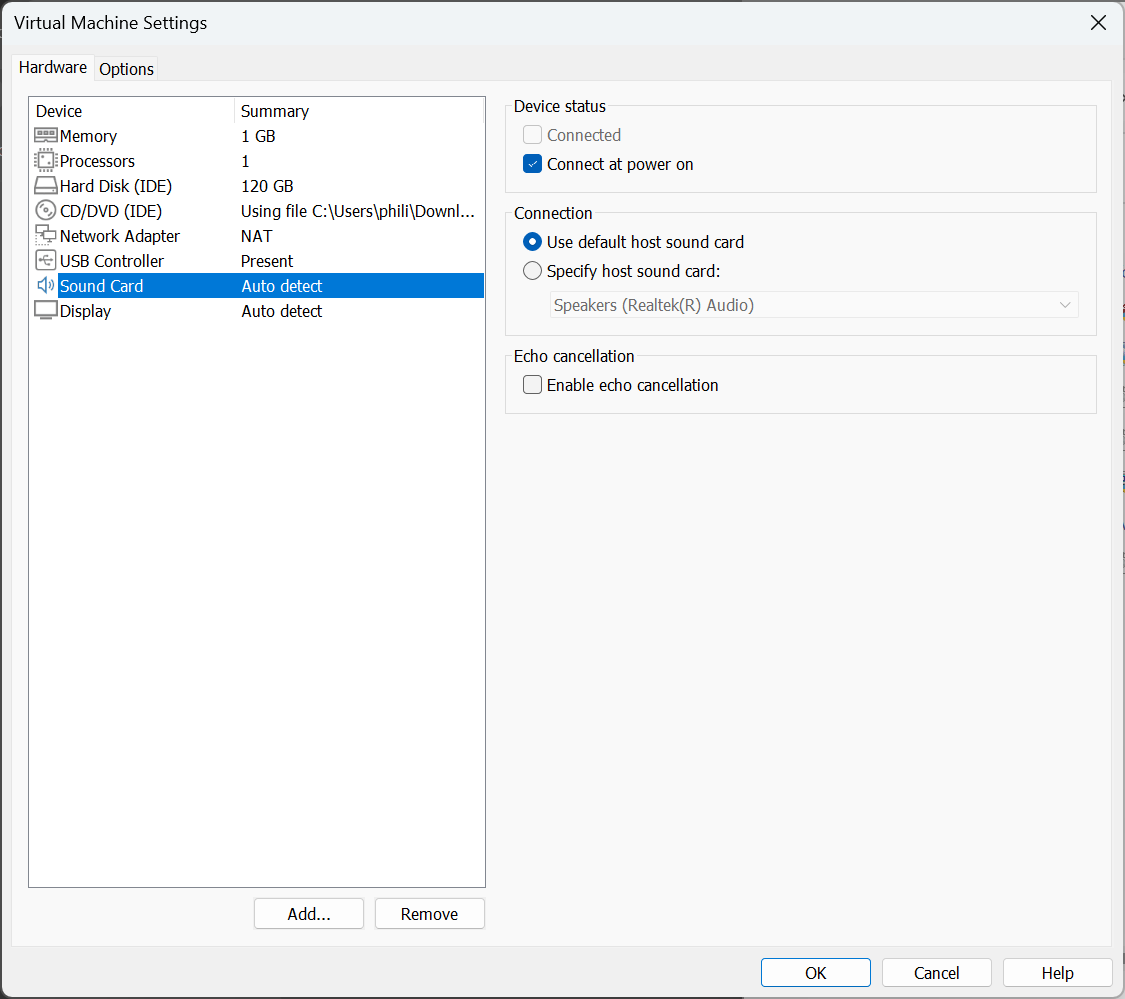 Virtual Machine Settings
Hardware Options
Device Summary
Memory 1 GB
Processors 1
Hard Disk (IDE) 120 GB
CD/DVD (IDE) Using file C:\Users\phili\Downl...
Network Adapter NAT
USB Controller Present
Sound Card Auto detect
Display Auto detect
Add... Remove
Device status
Connected
Connect at power on
Connection
Use default host sound card
Specify host sound card:
Speakers (Realtek(R) Audio)
Echo cancellation
Enable echo cancellation
OK Cancel Help